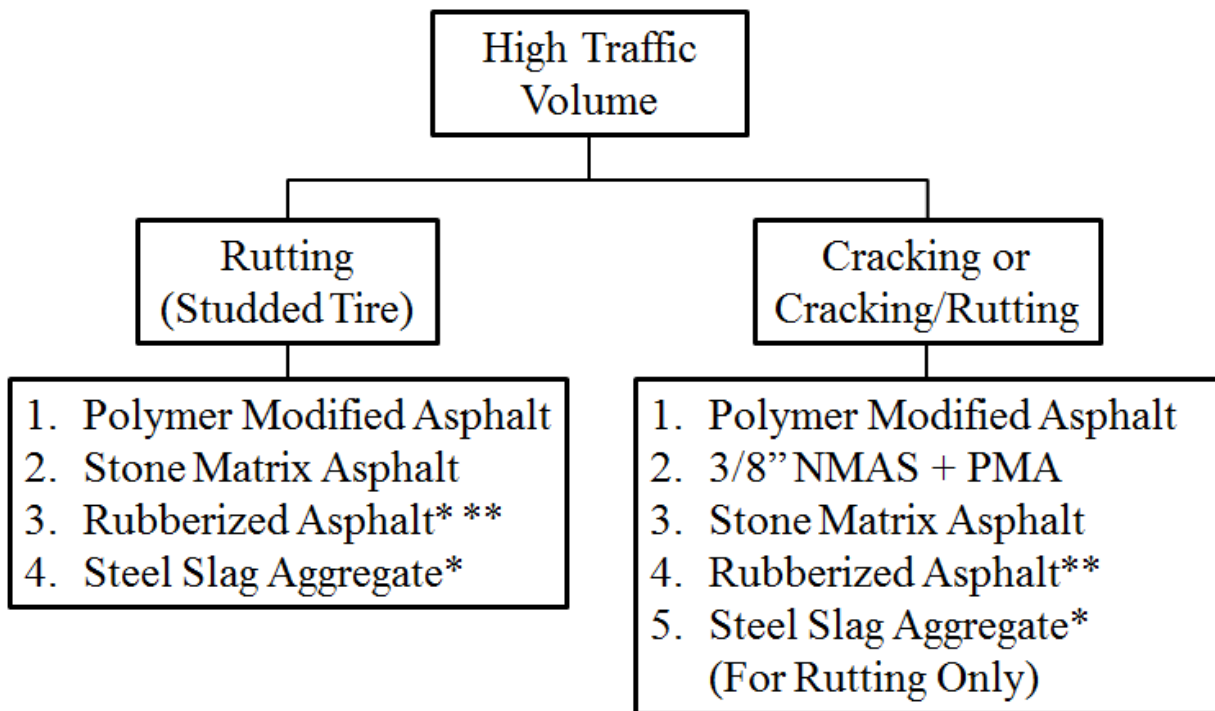 High Traffic
Volume
Rutting
(Studded Tire)
Cracking or
Cracking/Rutting
1. Polymer Modified Asphalt
2. Stone Matrix Asphalt
3. Rubberized Asphalt* **
4. Steel Slag Aggregate*
1. Polymer Modified Asphalt
2. 3/8” NMAS + PMA
3. Stone Matrix Asphalt
4. Rubberized Asphalt**
5. Steel Slag Aggregate*
(For Rutting Only)